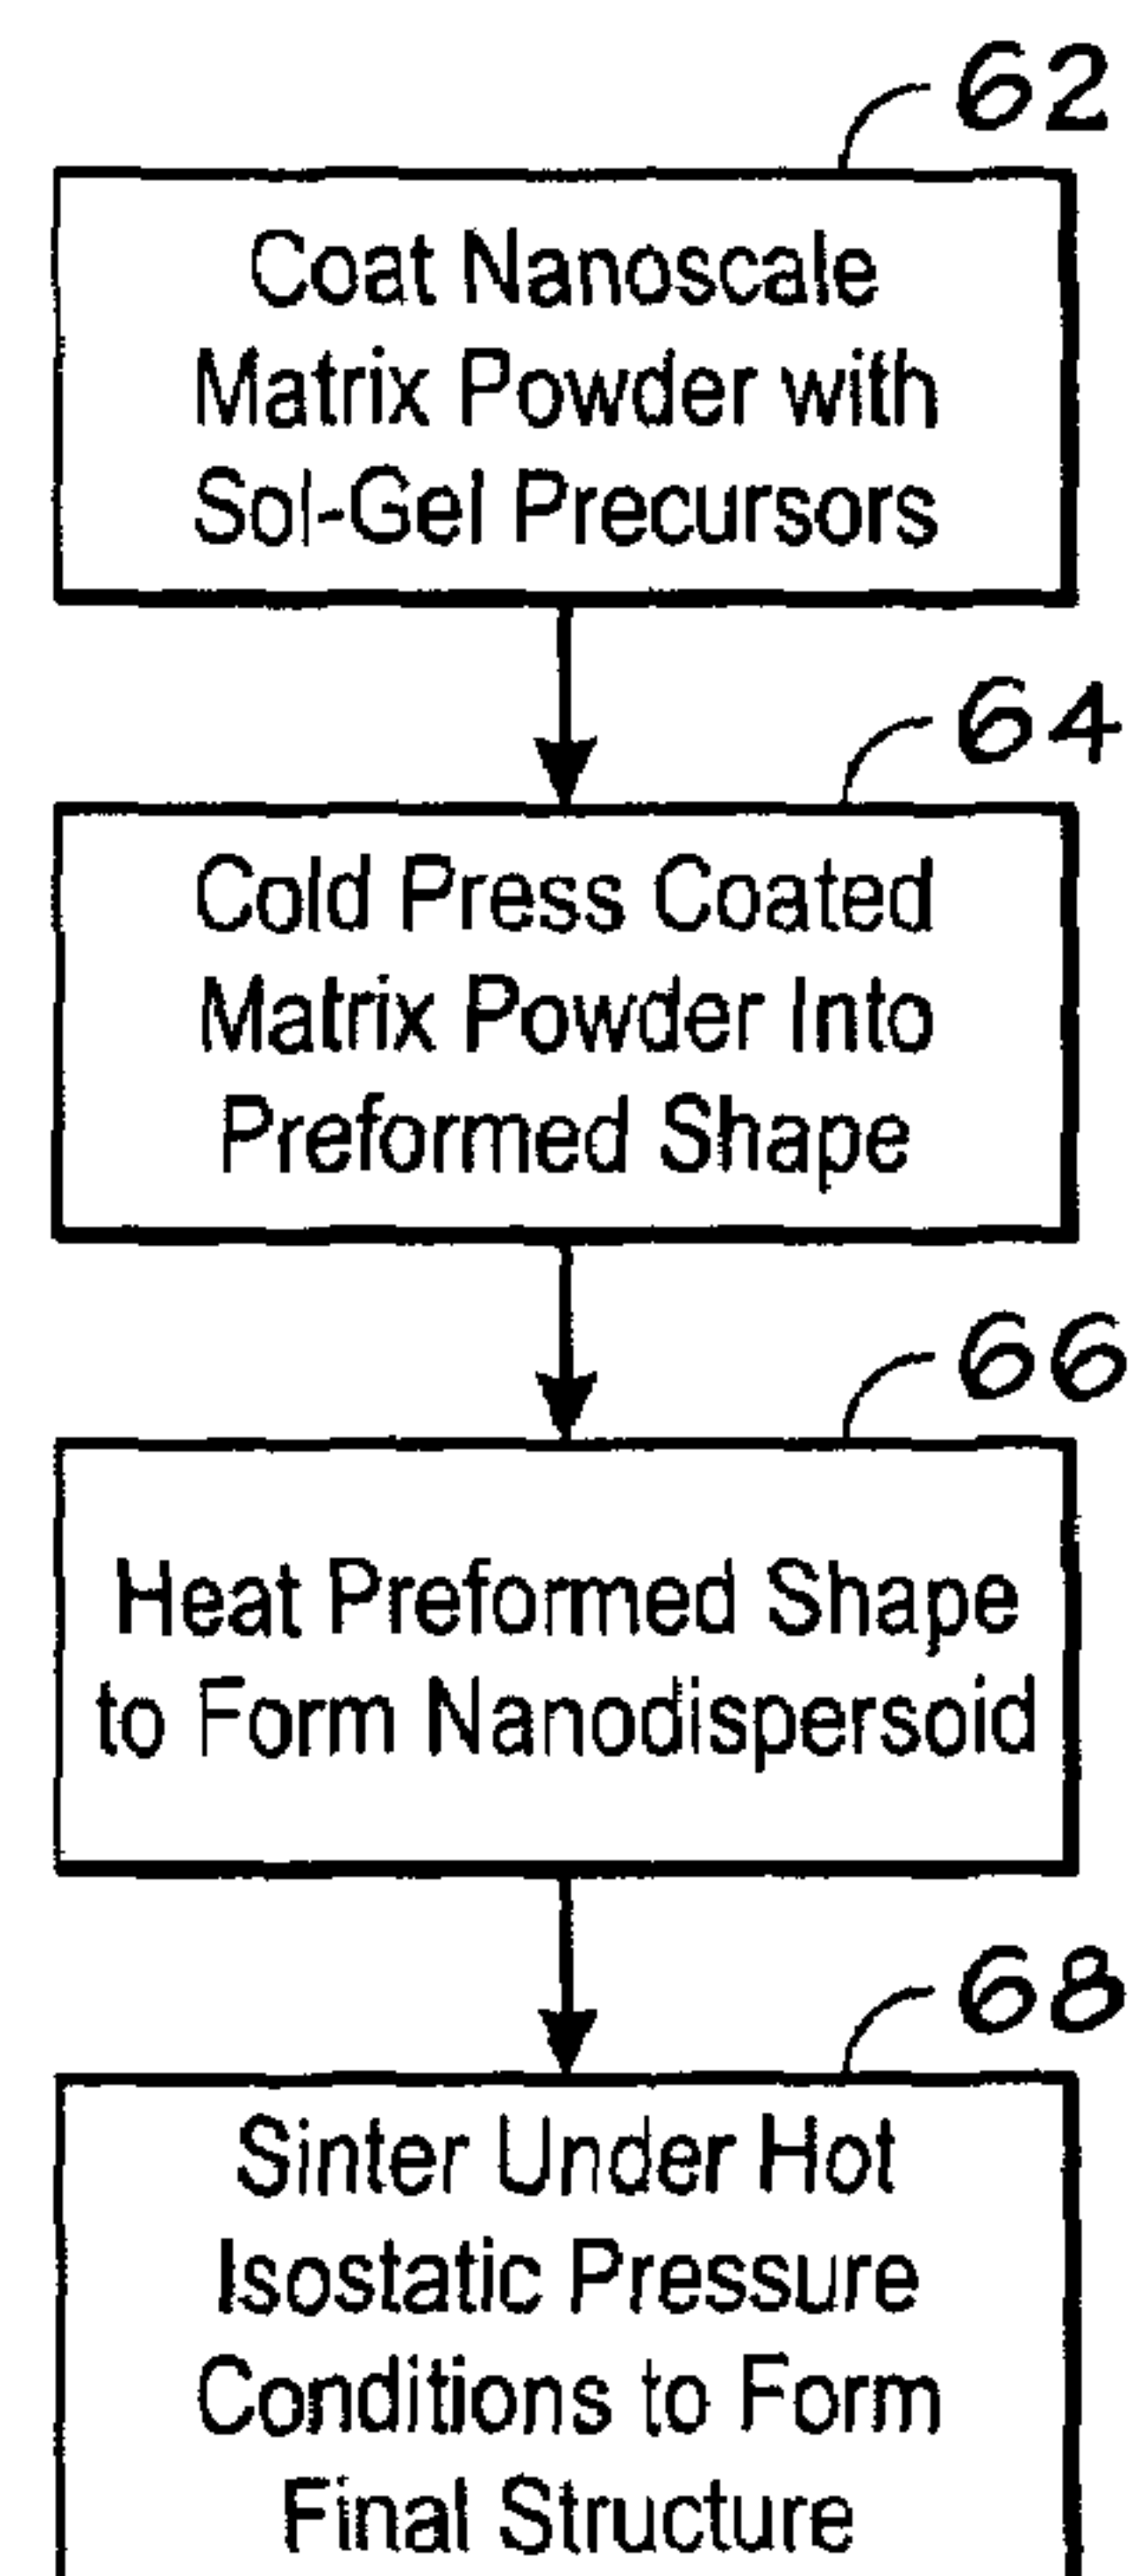 62
Coat Nanoscale
Matrix Powder with
Sol-Gel Precursors
64
Cold Press Coated
Matrix Powder Into
Preformed Shape
66
Heat Preformed Shape
to Form Nanodispersoid
68
Sinter Under Hot
Isostatic Pressure
Conditions to Form
Final Structure